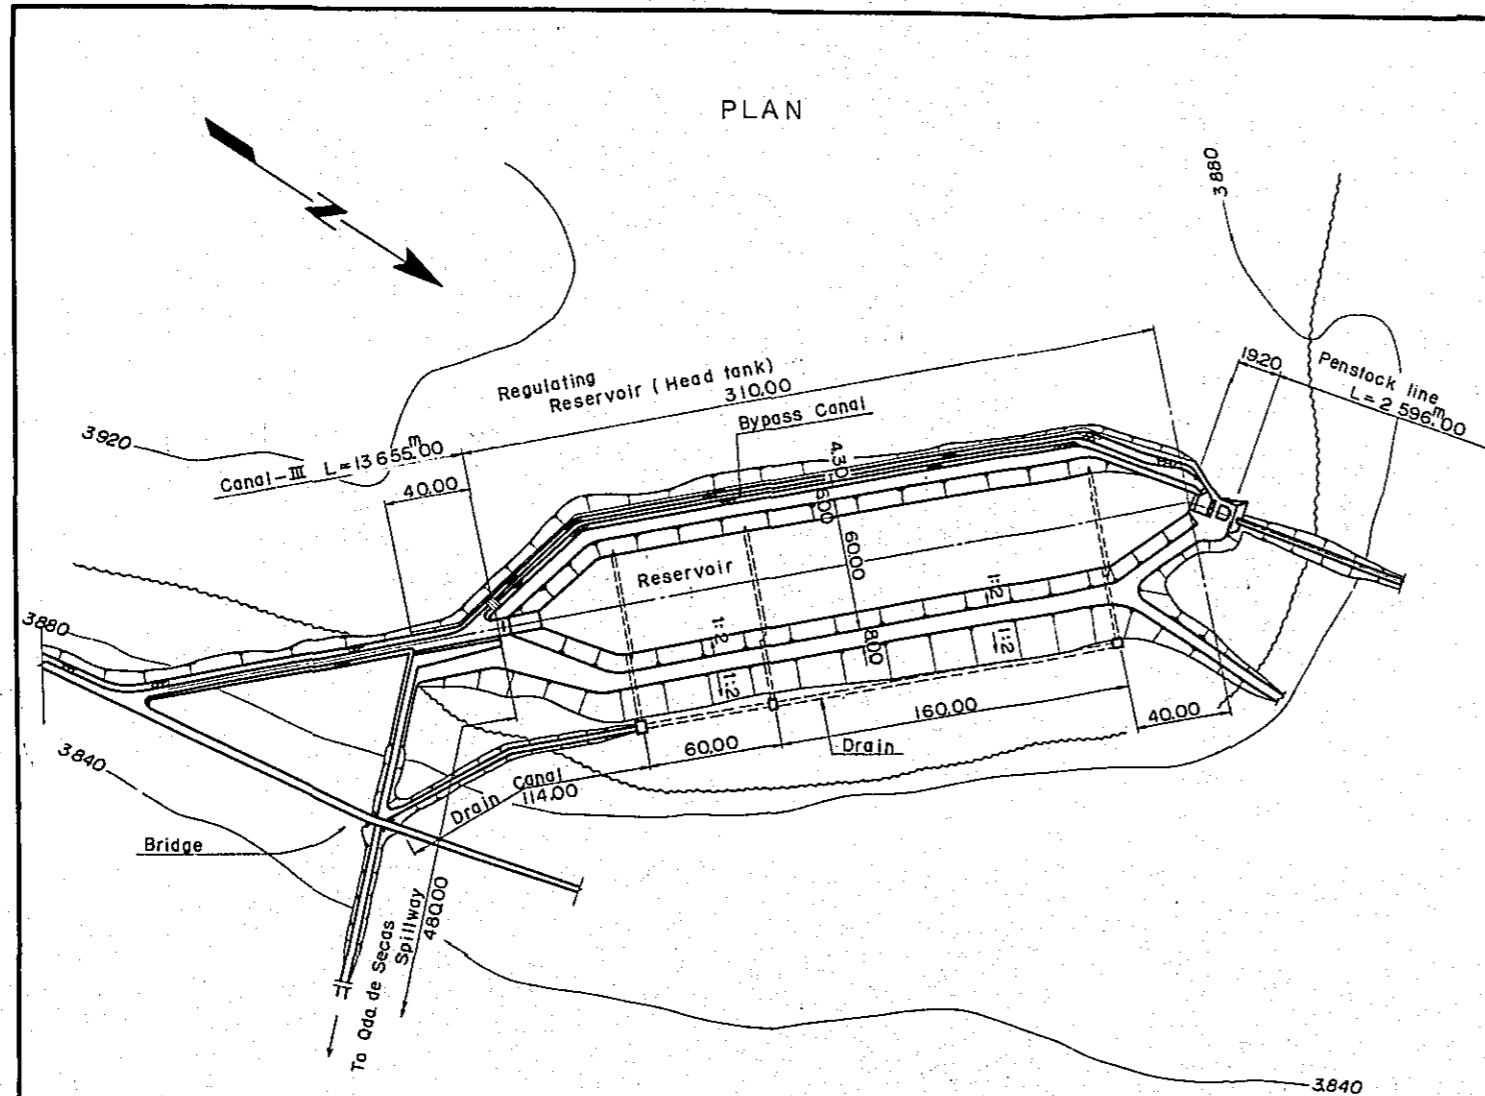 PLAN
N
3880
Regulating
Reservoir ( Head tank)
310.00
Bypass Canal
19.20
Penstock line
L= 2 596.00 m
3920
Canal-III L=13 655.00 m
40.00
4.30
6.00
60.00
Reservoir
1:2
1:2
8.00
1:2
1:2
3880
160.00
40.00
60.00
Drain
3840
Drain Canal
114.00
Bridge
To Qda. de Secas
Spillway
480.00
3840